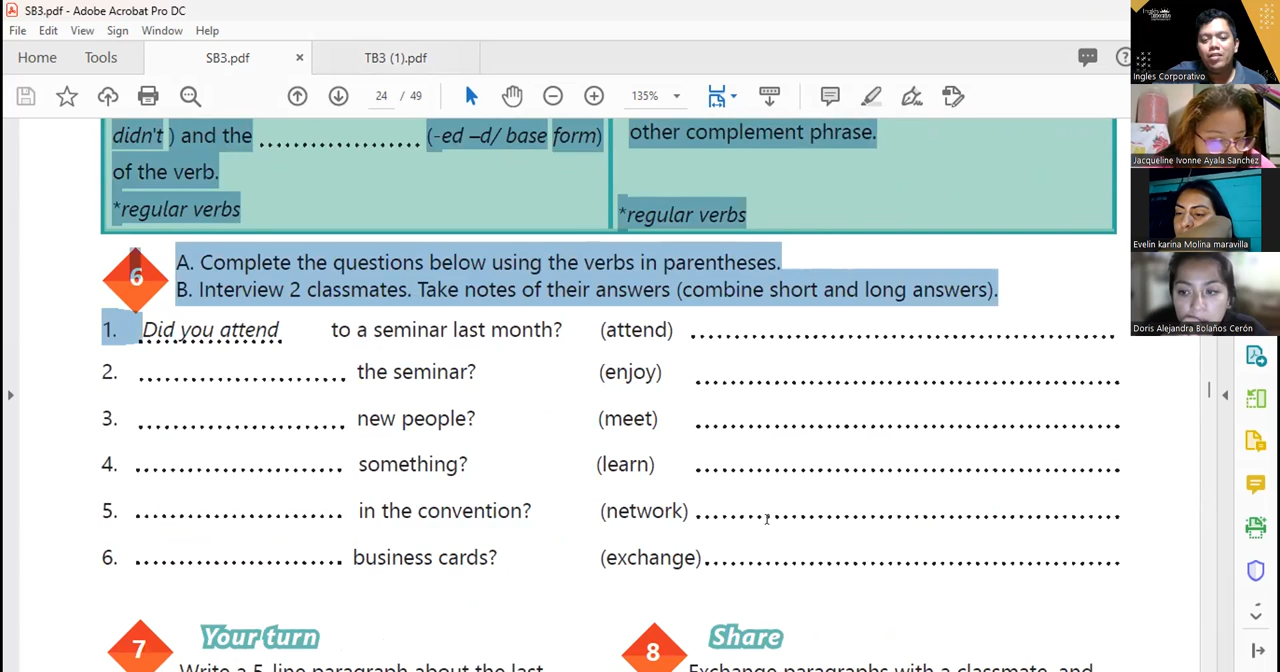 SB3.pdf - Adobe Acrobat Pro DC
File Edit View Sign Window Help
Home Tools SB3.pdf × TB3 (1).pdf
24 / 49 135%
didn't ) and the (-ed –d/ base form)
of the verb.
*regular verbs
other complement phrase.
*regular verbs
6 A. Complete the questions below using the verbs in parentheses.
B. Interview 2 classmates. Take notes of their answers (combine short and long answers).
1. Did you attend to a seminar last month? (attend)
2. the seminar? (enjoy)
3. new people? (meet)
4. something? (learn)
5. in the convention? (network)
6. business cards? (exchange)
7 Your turn
Write a 5-line paragraph about the last
8 Share
Exchange paragraphs with a classmate, and
Ingles Corporativo
Jacqueline Ivonne Ayala Sanchez
Evelin karina Molina maravilla
Doris Alejandra Bolaños Cerón